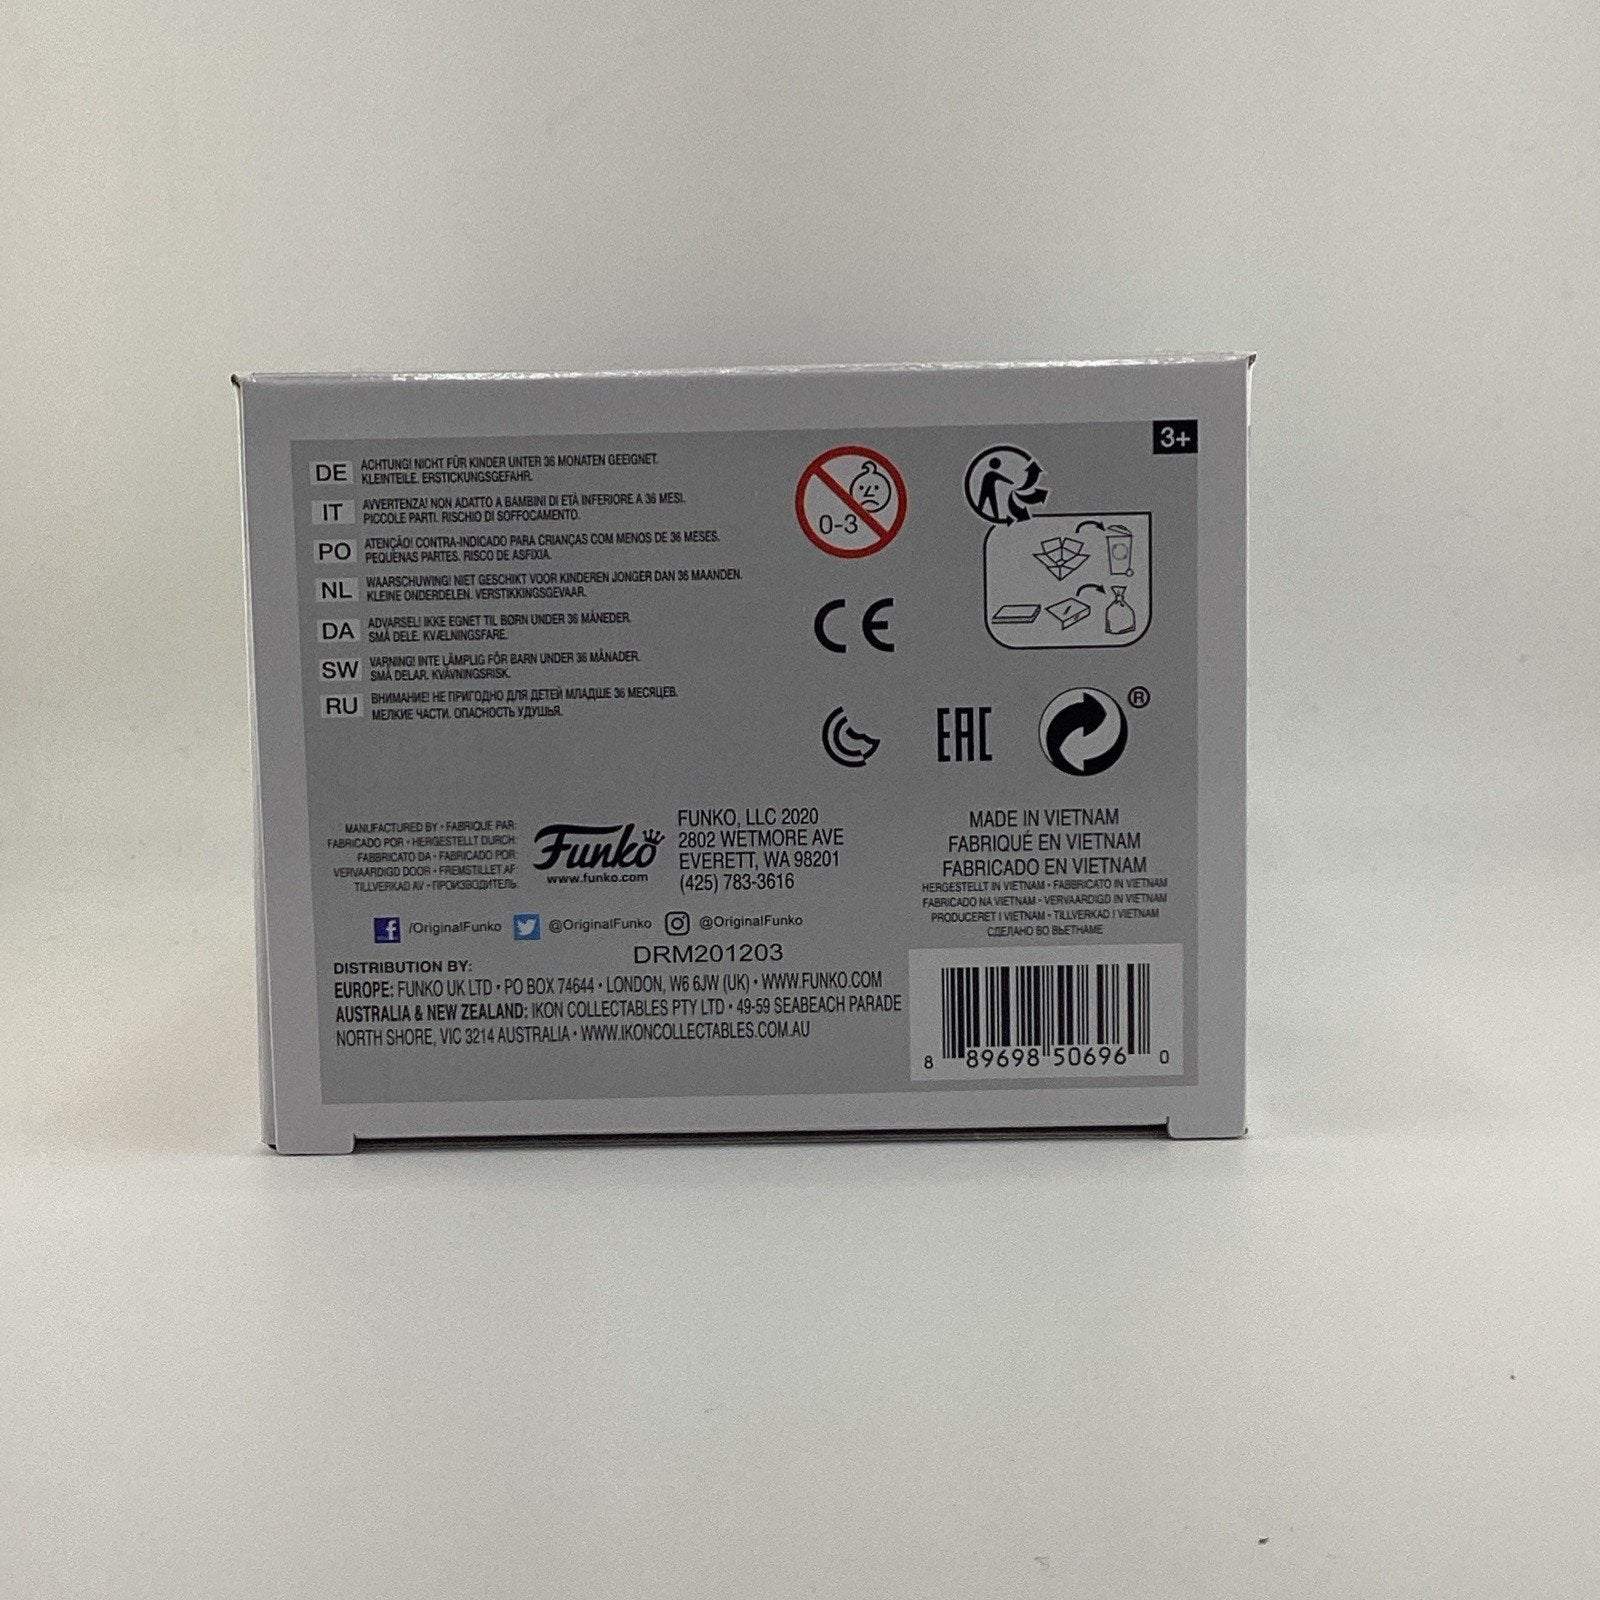 3+
DE ACHTUNG! NICHT FÜR KINDER UNTER 36 MONATEN GEEIGNET.
KLEINTEILE. ERSTICKUNGSGEFAHR.
IT AVVERTENZA! NON ADATTO A BAMBINI DI ETÀ INFERIORE A 36 MESI.
PICCOLE PARTI. RISCHIO DI SOFFOCAMENTO.
PO ATENÇÃO! CONTRA-INDICADO PARA CRIANÇAS COM MENOS DE 36 MESES.
PEQUENAS PARTES. RISCO DE ASFIXIA.
NL WAARSCHUWING! NIET GESCHIKT VOOR KINDEREN JONGER DAN 36 MAANDEN.
KLEINE ONDERDELEN. VERSTIKKINGSGEVAAR.
DA ADVARSEL! IKKE EGNET TIL BØRN UNDER 36 MÅNEDER.
SMÅ DELE. KVÆLNINGSFARE.
SW VARNING! INTE LÄMPLIG FÖR BARN UNDER 36 MÅNADER.
SMÅ DELAR. KVÄVNINGSRISK.
RU ВНИМАНИЕ! НЕ ПРИГОДНО ДЛЯ ДЕТЕЙ МЛАДШЕ 36 МЕСЯЦЕВ.
МЕЛКИЕ ЧАСТИ. ОПАСНОСТЬ УДУШЬЯ.
0-3
CE
EAC
®
MANUFACTURED BY • FABRIQUE PAR:
FABRICADO POR • HERGESTELLT DURCH:
FABBRICATO DA • FABRICADO POR:
VERVAARDIGD DOOR • FREMSTILLET AF:
TILLVERKAD AV • ПРОИЗВОДИТЕЛЬ:
Funko
www.funko.com
FUNKO, LLC 2020
2802 WETMORE AVE
EVERETT, WA 98201
(425) 783-3616
MADE IN VIETNAM
FABRIQUÉ EN VIETNAM
FABRICADO EN VIETNAM
HERGESTELLT IN VIETNAM • FABBRICATO IN VIETNAM
FABRICADO NA VIETNAM • VERVAARDIGD IN VIETNAM
PRODUCERET I VIETNAM • TILLVERKAD I VIETNAM
СДЕЛАНО ВО ВЬЕТНАМЕ
f /OriginalFunko @OriginalFunko @OriginalFunko
DRM201203
DISTRIBUTION BY:
EUROPE: FUNKO UK LTD • PO BOX 74644 • LONDON, W6 6JW (UK) • WWW.FUNKO.COM
AUSTRALIA & NEW ZEALAND: IKON COLLECTABLES PTY LTD • 49-59 SEABEACH PARADE
NORTH SHORE, VIC 3214 AUSTRALIA • WWW.IKONCOLLECTABLES.COM.AU
8 89698 50696 0